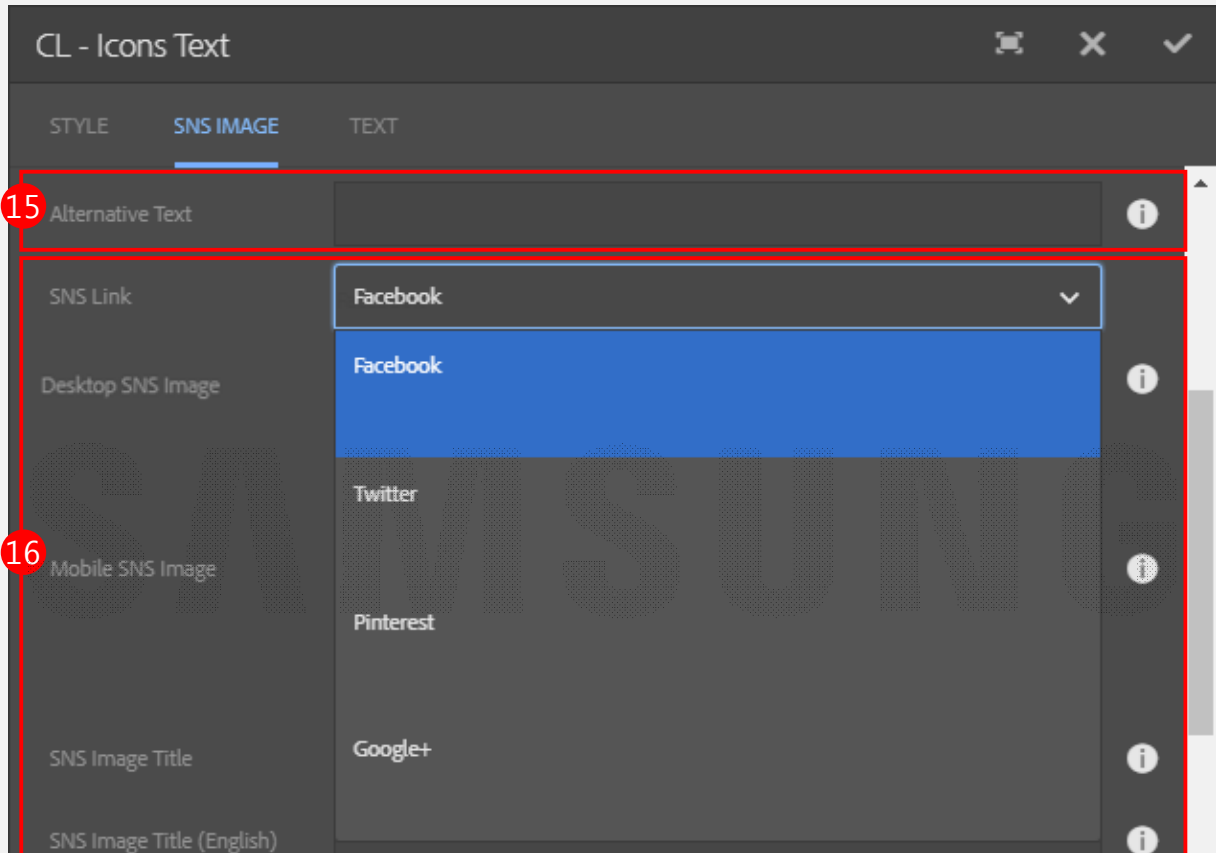 CL - Icons Text
STYLE SNS IMAGE TEXT
15 Alternative Text
SNS Link Facebook
Facebook
Desktop SNS Image
Twitter
SAMSUNG
16 Mobile SNS Image
Pinterest
SNS Image Title
Google+
SNS Image Title (English)